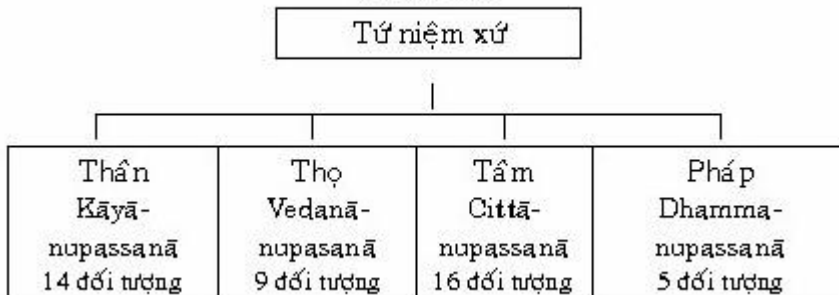 Tứ niệm xứ
Thân
Kāyā-
nupassanā
14 đối tượng
Thọ
Vedanā-
nupasanā
9 đối tượng
Tâm
Cittā-
nupassanā
16 đối tượng
Pháp
Dhamma-
nupassanā
5 đối tượng